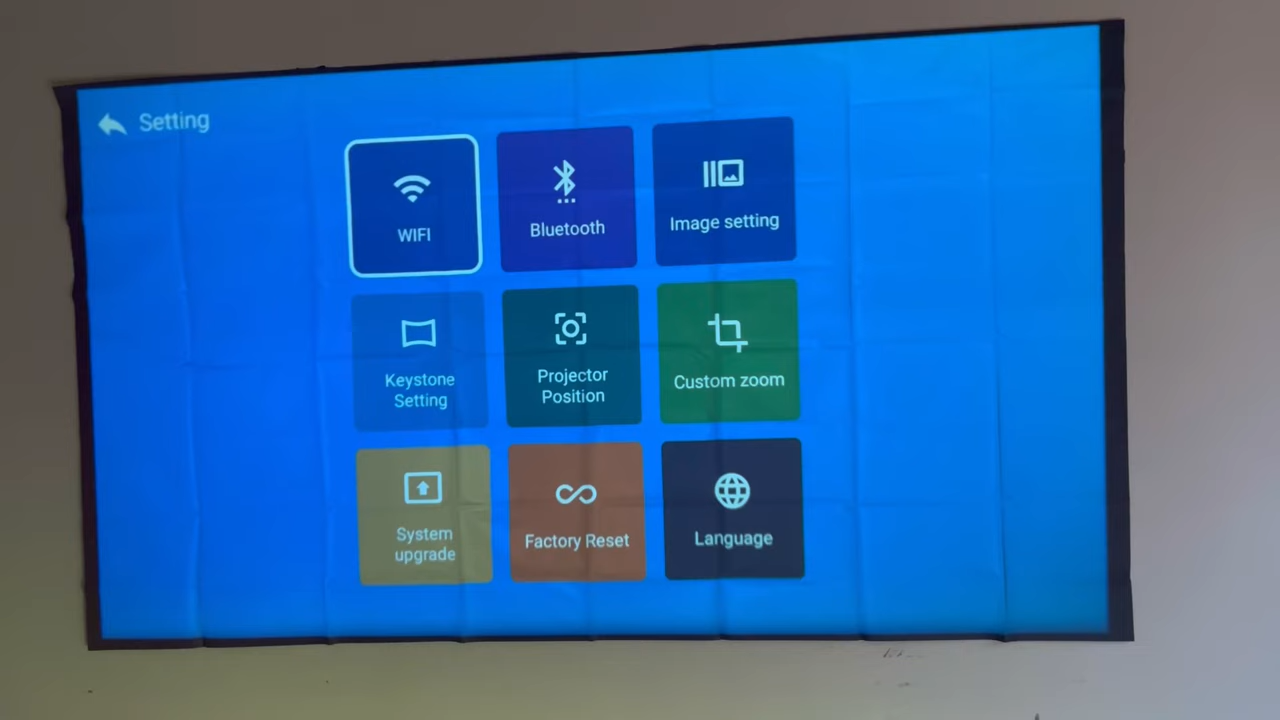 Setting
WIFI
Bluetooth
Image setting
Keystone
Setting
Projector
Position
Custom zoom
System
upgrade
Factory Reset
Language